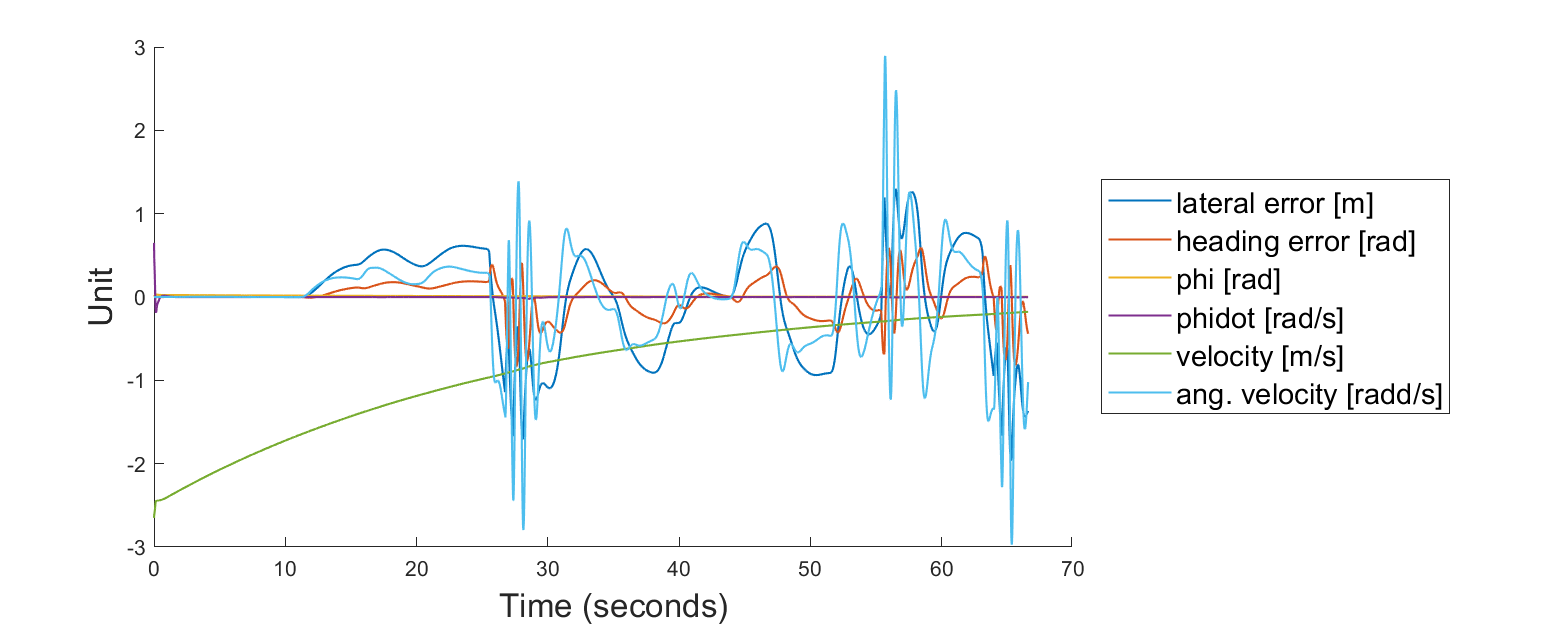 3
2
1
0
-1
-2
-3
Unit
0
10
20
30
40
50
60
70
Time (seconds)
lateral error [m]
heading error [rad]
phi [rad]
phidot [rad/s]
velocity [m/s]
ang. velocity [radd/s]